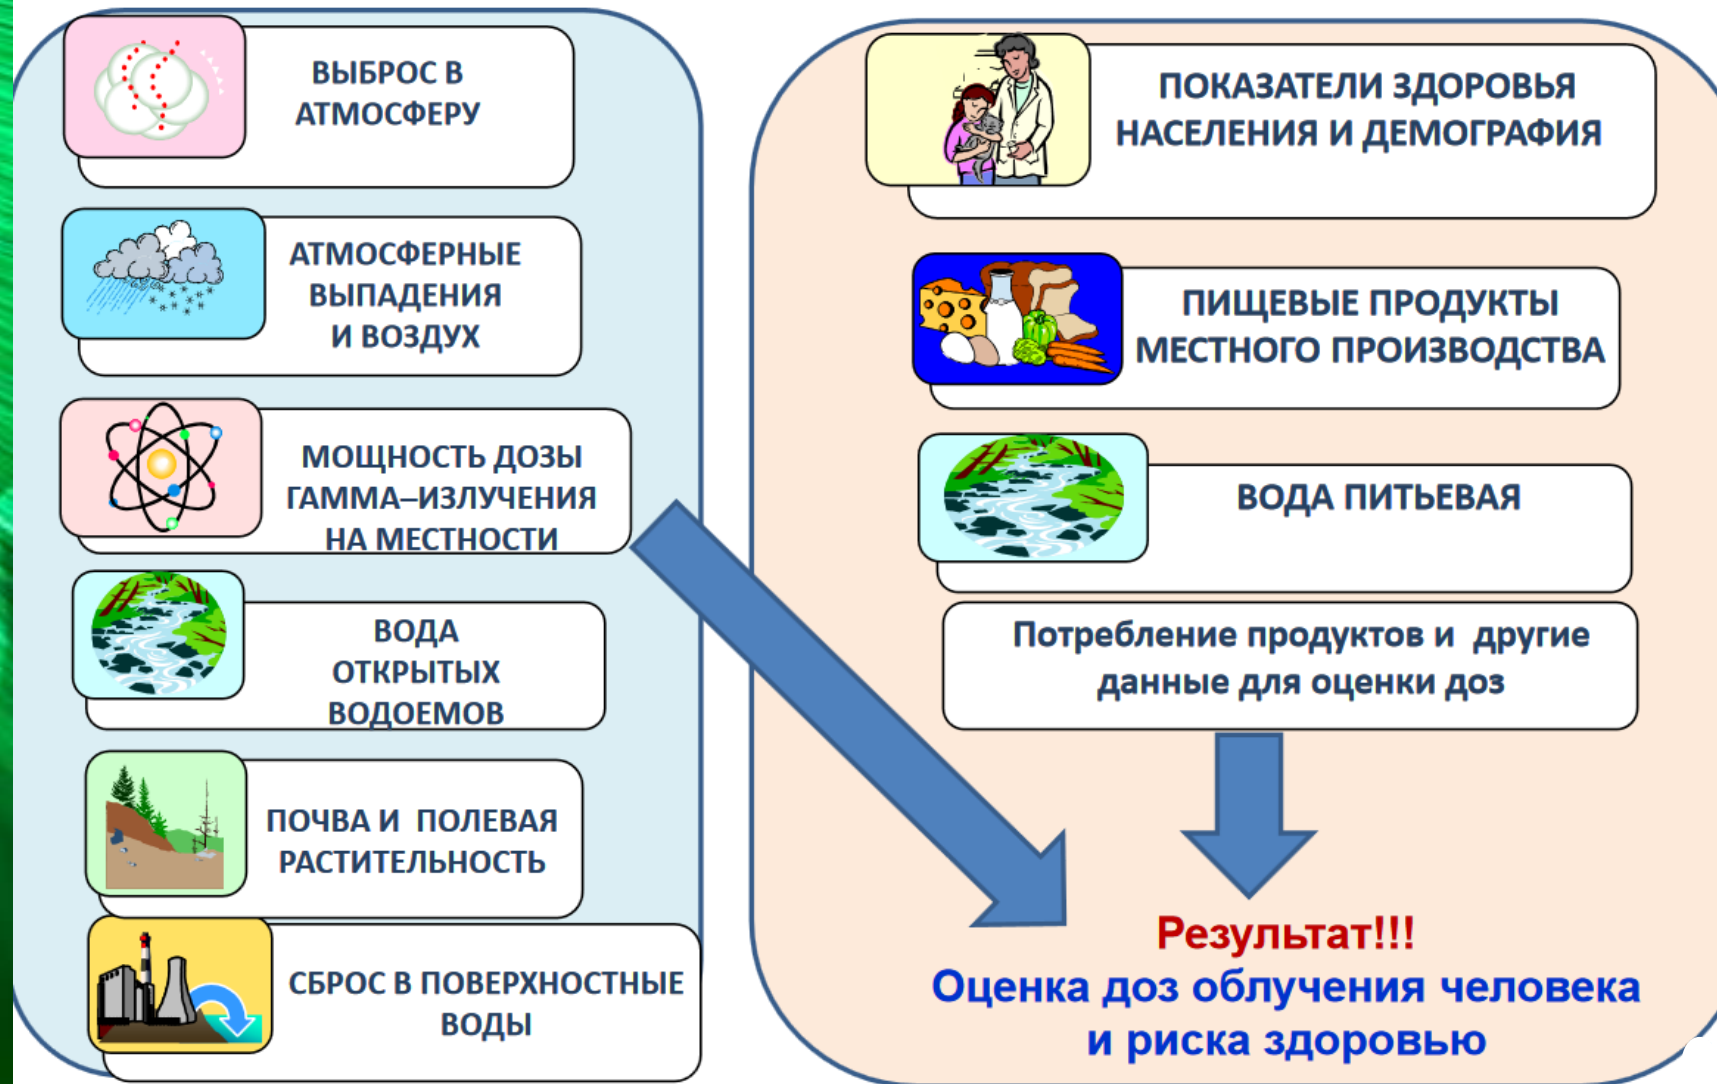 ВЫБРОС В
АТМОСФЕРУ
АТМОСФЕРНЫЕ
ВЫПАДЕНИЯ
И ВОЗДУХ
МОЩНОСТЬ ДОЗЫ
ГАММА–ИЗЛУЧЕНИЯ
НА МЕСТНОСТИ
ВОДА
ОТКРЫТЫХ
ВОДОЕМОВ
ПОЧВА И ПОЛЕВАЯ
РАСТИТЕЛЬНОСТЬ
СБРОС В ПОВЕРХНОСТНЫЕ
ВОДЫ
ПОКАЗАТЕЛИ ЗДОРОВЬЯ
НАСЕЛЕНИЯ И ДЕМОГРАФИЯ
ПИЩЕВЫЕ ПРОДУКТЫ
МЕСТНОГО ПРОИЗВОДСТВА
ВОДА ПИТЬЕВАЯ
Потребление продуктов и другие
данные для оценки доз
Результат!!!
Оценка доз облучения человека
и риска здоровью